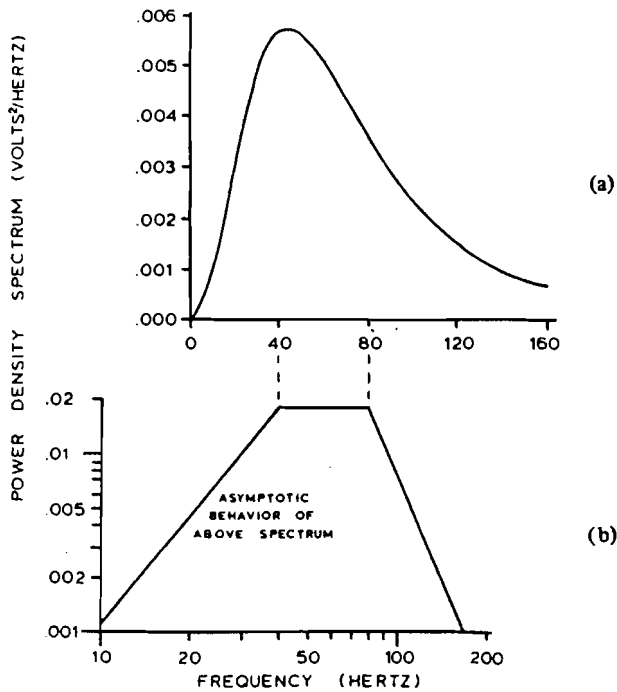 POWER DENSITY SPECTRUM (VOLTS²/HERTZ)
.006
.005
.004
.003
.002
.001
.000
0 40 80 120 160
(a)
.02
.01
.005
.002
.001
ASYMPTOTIC
BEHAVIOR OF
ABOVE SPECTRUM
(b)
10 20 50 100 200
FREQUENCY (HERTZ)